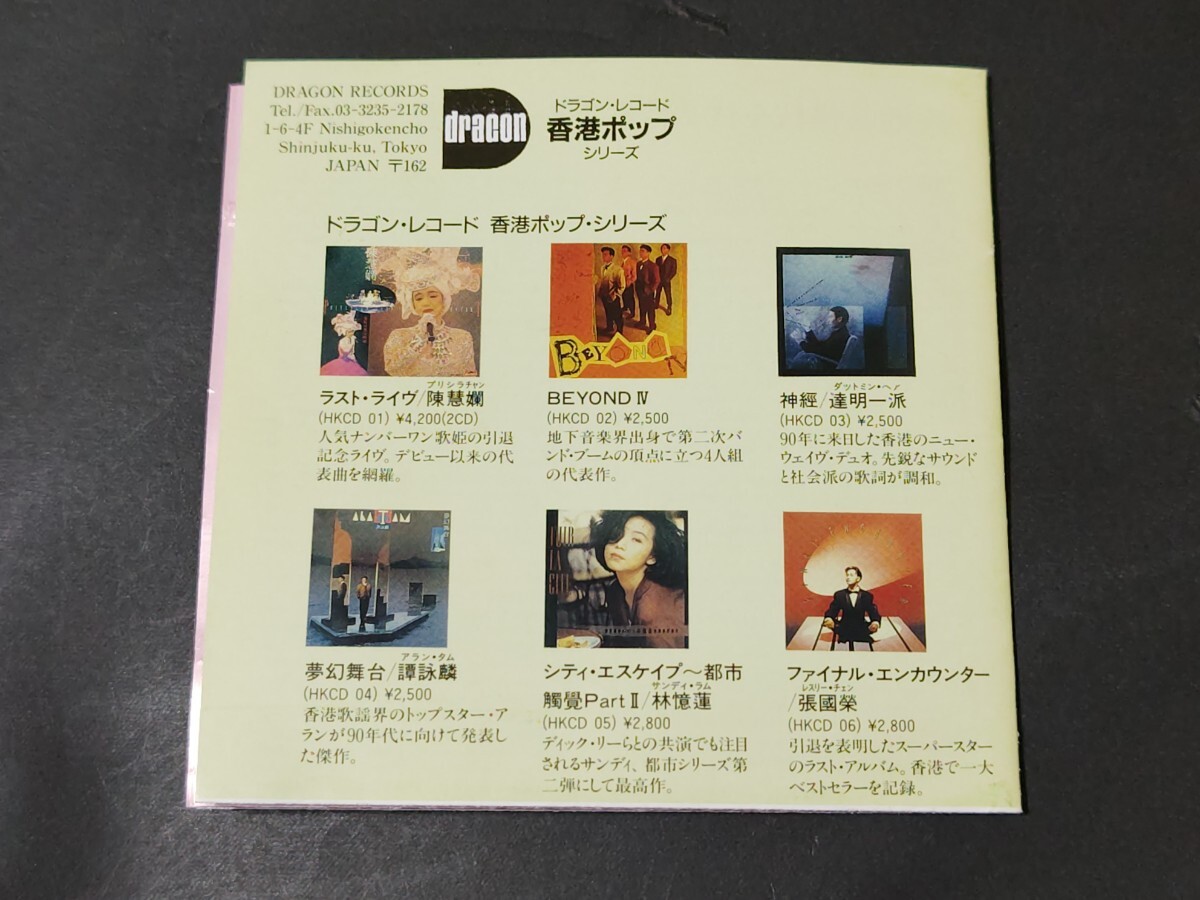 DRAGON RECORDS
Tel./Fax.03-3235-2178
1-6-4F Nishigokencho
Shinjuku-ku, Tokyo
JAPAN 〒162
dragon
ドラゴン・レコード
香港ポップ
シリーズ
ドラゴン・レコード 香港ポップ・シリーズ
プリシラチャン
ラスト・ライヴ/陳慧嫻
(HKCD 01) ¥4,200(2CD)
人気ナンバーワン歌姫の引退
記念ライヴ。デビュー以来の代
表曲を網羅。
BEYOND IV
BEYOND Ⅳ
(HKCD 02) ¥2,500
地下音楽界出身で第二次バ
ンド・ブームの頂点に立つ4人組
の代表作。
ダットミン・ペア
神經/達明一派
(HKCD 03) ¥2,500
90年に来日した香港のニュー・
ウェイヴ・デュオ。先鋭なサウンド
と社会派の歌詞が調和。
ALAN TAM
アラン・タム
夢幻舞台/譚詠麟
(HKCD 04) ¥2,500
香港歌謡界のトップスター・ア
ランが90年代に向けて発表し
た傑作。
シティ・エスケイプ〜都市
サンディ・ラム
觸覺Part Ⅱ/林憶蓮
(HKCD 05) ¥2,800
ディック・リーらとの共演でも注目
されるサンディ、都市シリーズ第
二弾にして最高作。
ファイナル・エンカウンター
レスリー・チェン
/張國榮
(HKCD 06) ¥2,800
引退を表明したスーパースター
のラスト・アルバム。香港で一大
ベストセラーを記録。